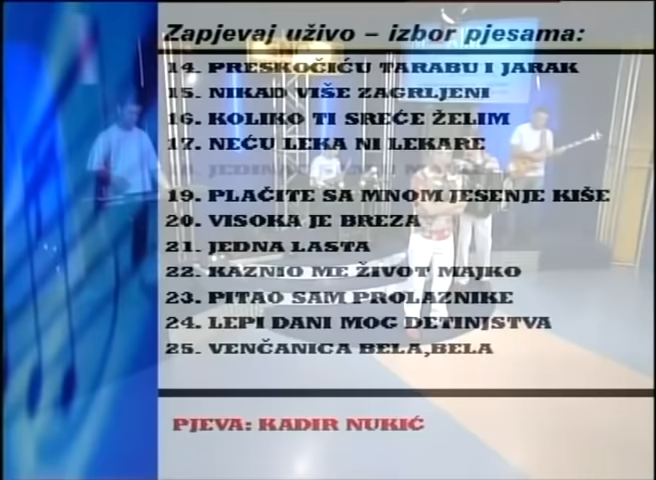 Zapjevaj uživo – izbor pjesama:
14. PRESKOČIĆU TARABU I JARAK
15. NIKAD VIŠE ZAGRLJENI
16. KOLIKO TI SREĆE ŽELIM
17. NEĆU LEKA NI LEKARE
19. PLAČITE SA MNOM JESENJE KIŠE
20. VISOKA JE BREZA
21. JEDNA LASTA
22. KAZNIO ME ŽIVOT MAJKO
23. PITAO SAM PROLAZNIKE
24. LEPI DANI MOG DETINJSTVA
25. VENČANICA BELA,BELA
PJEVA: KADIR NUKIĆ